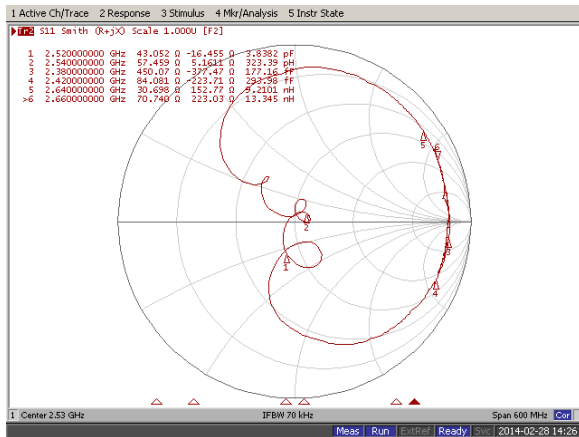 1 Active Ch/Trace 2 Response 3 Stimulus 4 Mkr/Analysis 5 Instr State
Tr2 S11 Smith (R+jX) Scale 1.000U [F2]
1 2.520000000 GHz 43.052 Ω -16.455 Ω 3.8382 pF
2 2.540000000 GHz 57.459 Ω 5.1611 Ω 323.39 pH
3 2.380000000 GHz 450.07 Ω -377.47 Ω 177.16 fF
4 2.420000000 GHz 84.081 Ω -223.71 Ω 293.98 fF
5 2.640000000 GHz 30.698 Ω 152.77 Ω 9.2101 nH
>6 2.660000000 GHz 70.740 Ω 223.03 Ω 13.345 nH
5
6
2
3
1
4
1 Center 2.53 GHz IFBW 70 kHz Span 600 MHz Cor
Meas Run ExtRef Ready Svc 2014-02-28 14:26